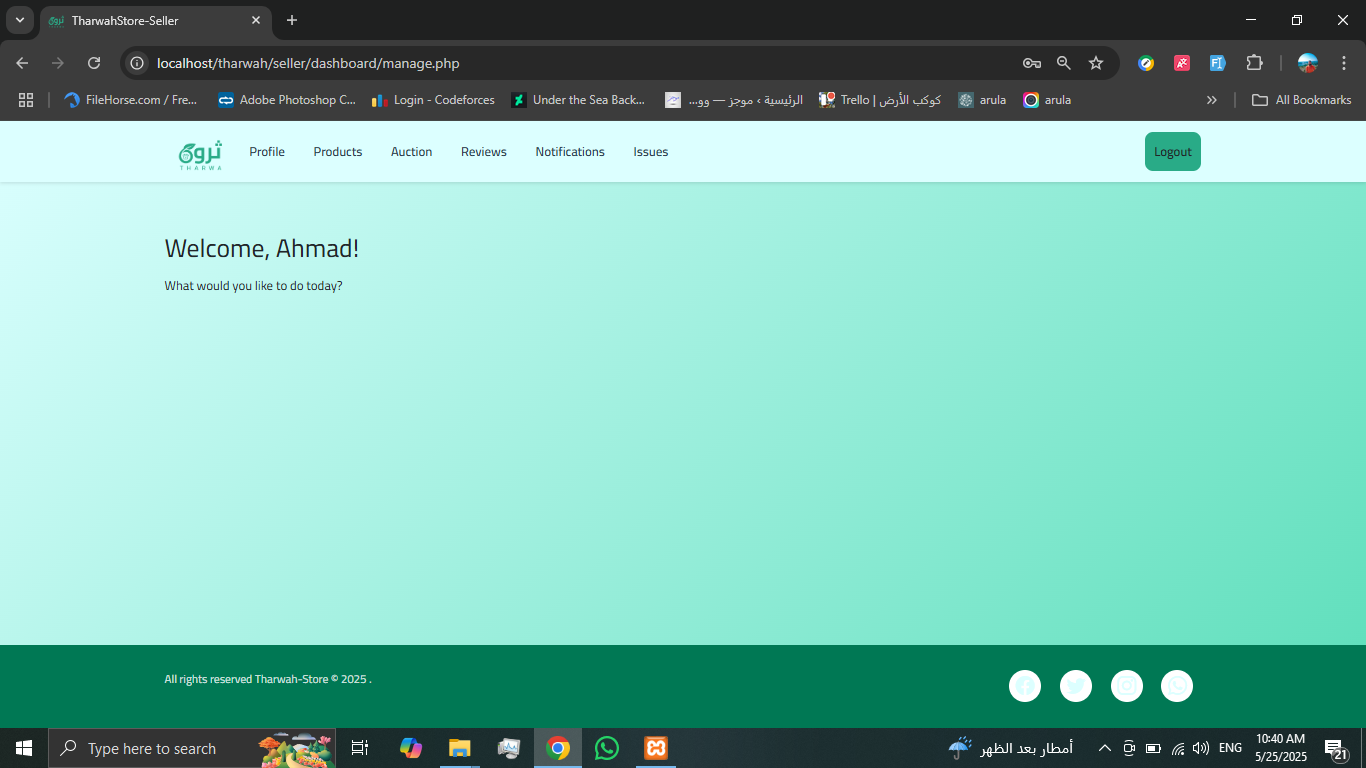 TharwahStore-Seller
localhost/tharwah/seller/dashboard/manage.php
FileHorse.com / Fre...
Adobe Photoshop C...
Login - Codeforces
Under the Sea Back...
الرئيسية › موجز — وو...
كوكب الأرض | Trello
arula
arula
»
All Bookmarks
ثروة
THARWA
Profile
Products
Auction
Reviews
Notifications
Issues
Logout
Welcome, Ahmad!
What would you like to do today?
All rights reserved Tharwah-Store © 2025 .
Type here to search
أمطار بعد الظهر
ENG
10:40 AM
5/25/2025
21